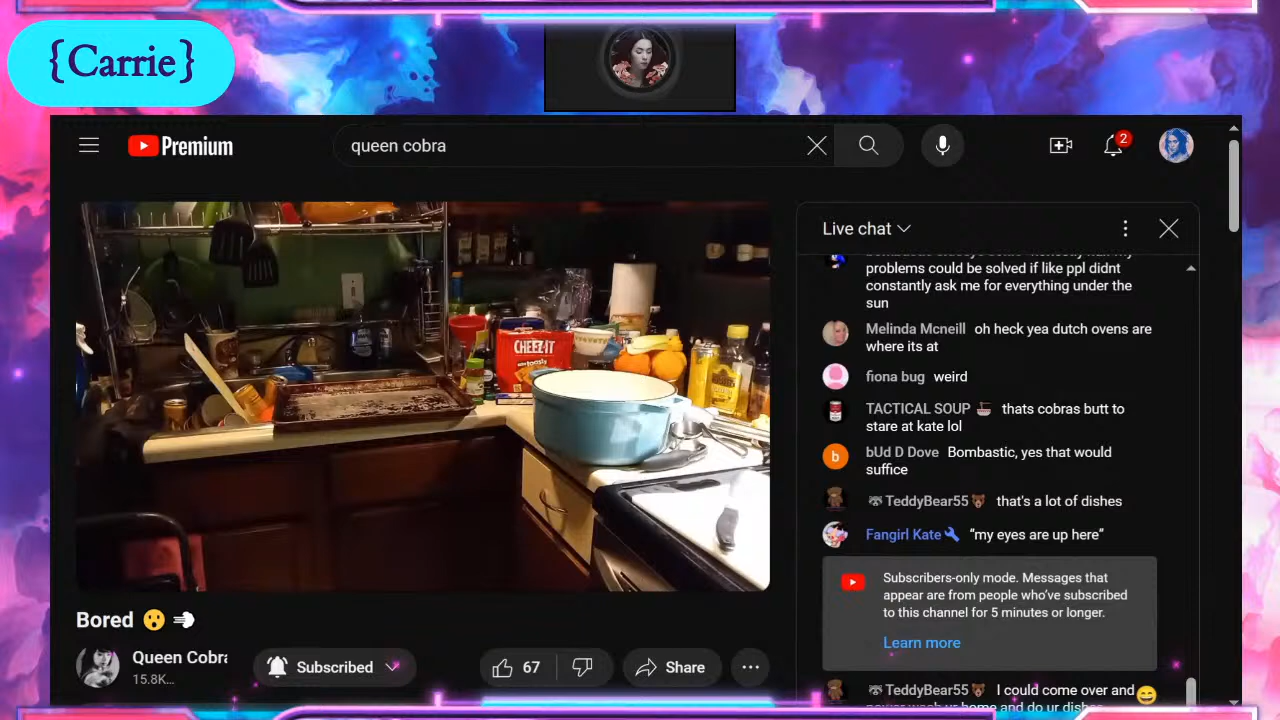 {Carrie}
Premium
queen cobra
2
Live chat
problems could be solved if like ppl didnt
constantly ask me for everything under the
sun
Melinda Mcneill oh heck yea dutch ovens are
where its at
fiona bug weird
TACTICAL SOUP 🍜 thats cobras butt to
stare at kate lol
b
bUd D Dove Bombastic, yes that would
suffice
🦝TeddyBear55🐻 that's a lot of dishes
Fangirl Kate🔧 “my eyes are up here”
Subscribers-only mode. Messages that
appear are from people who've subscribed
to this channel for 5 minutes or longer.
Learn more
🦝TeddyBear55🐻 I could come over and
CHEEZ-IT
Bored 😮 💨
Queen Cobra
15.8K...
Subscribed
67
Share